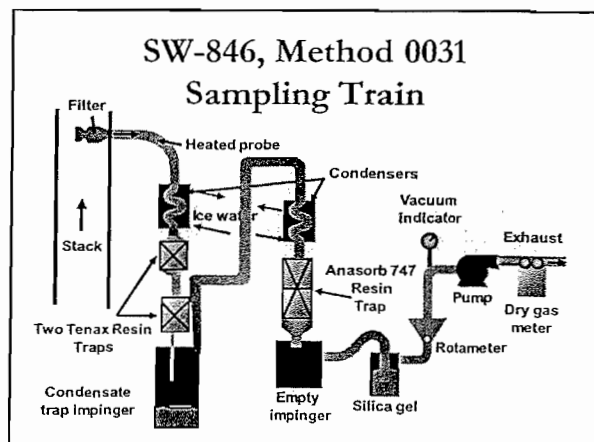 SW-846, Method 0031
Sampling Train
Filter
Heated probe
Condensers
Ice water
Stack
Vacuum
Indicator
Exhaust
Anasorb 747
Resin
Trap
Pump
Dry gas
meter
Two Tenax Resin
Traps
Rotameter
Condensate
trap Impinger
Empty
impinger
Silica gel